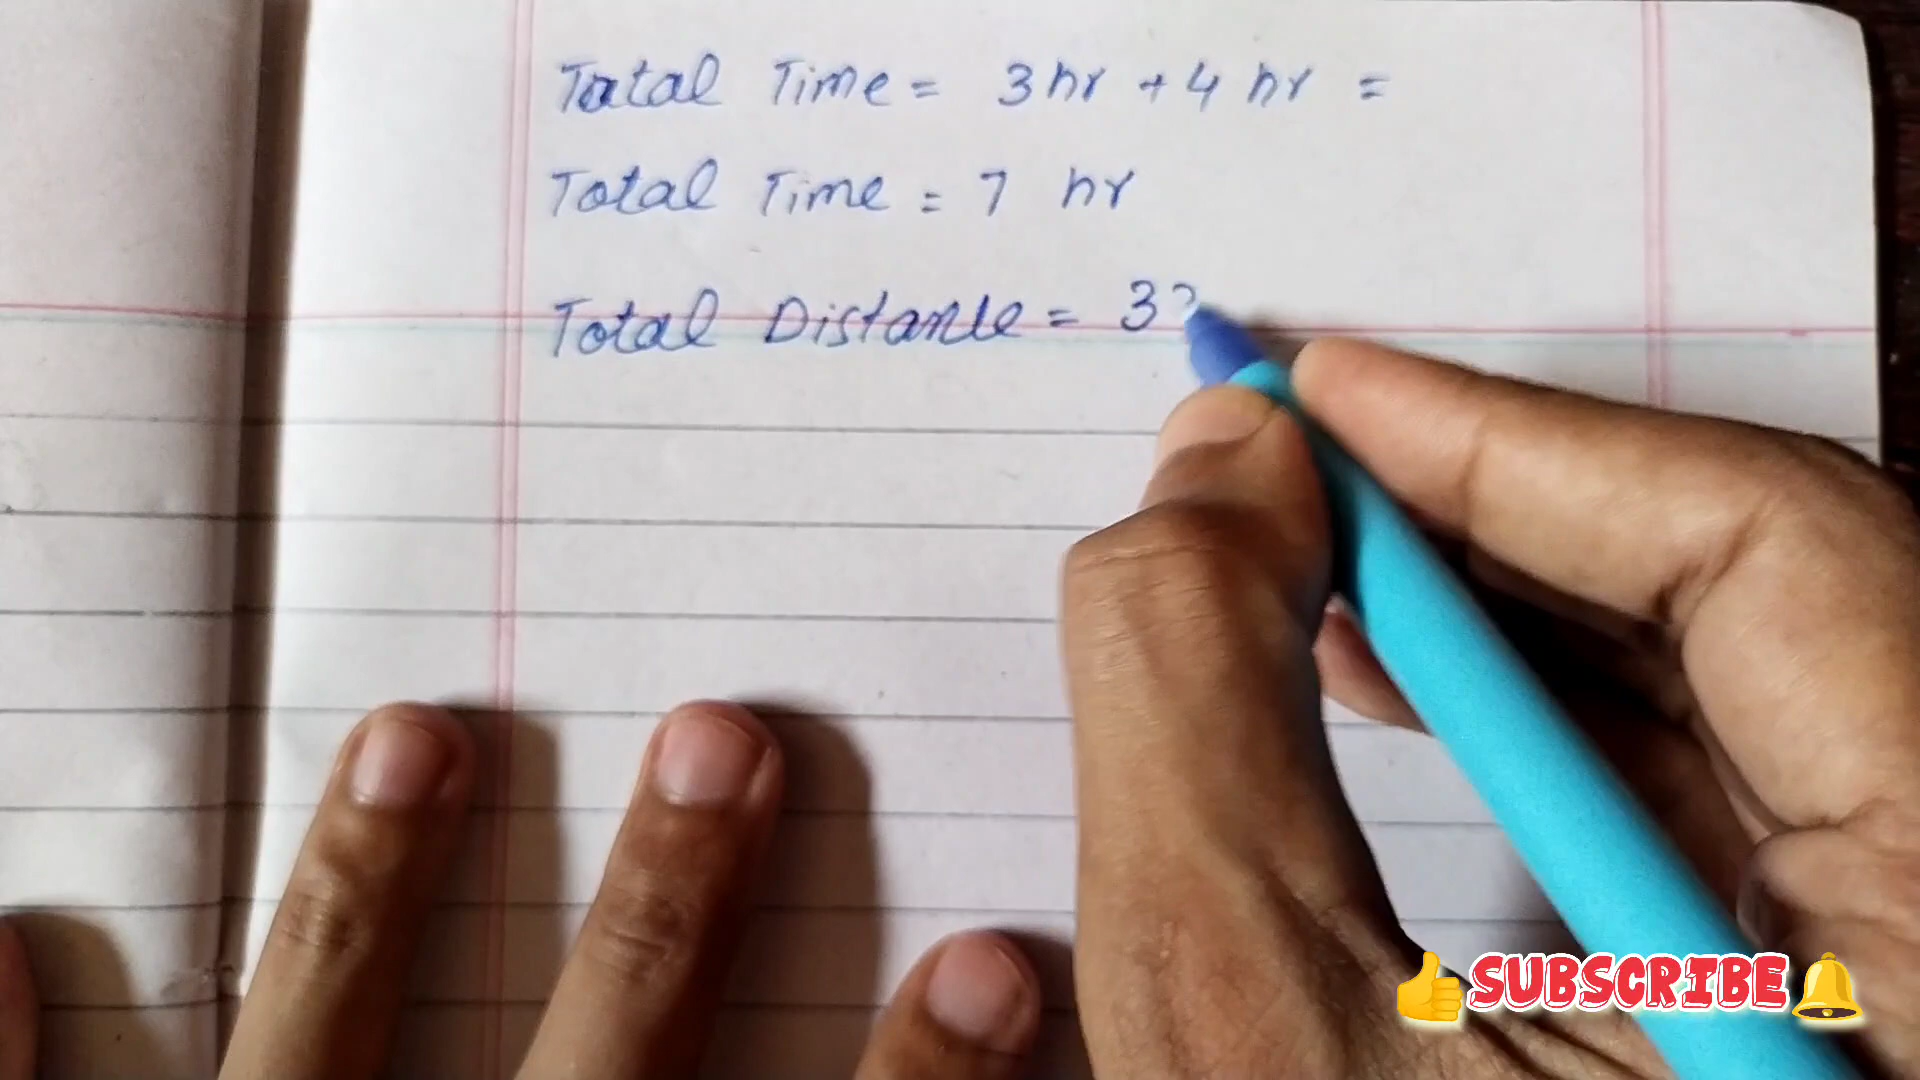 Tatal Time = 3 hr + 4 hr =
Total Time = 7 hr
Total Distance = 3
SUBSCRIBE